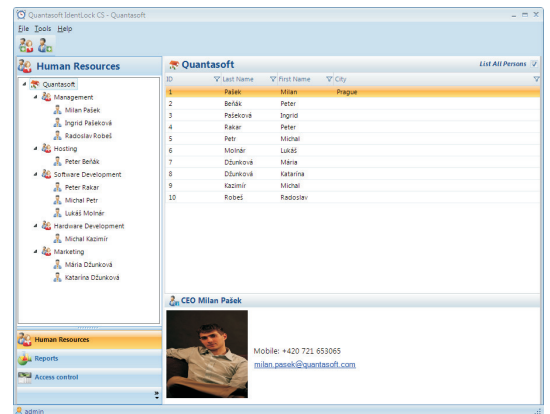 Quantasoft IdentLock CS - Quantasoft
File Tools Help
Human Resources
Quantasoft
Management
Milan Pašek
Ingrid Pašeková
Radoslav Robeš
Hosting
Peter Beňák
Software Development
Peter Rakar
Michal Petr
Lukáš Molnár
Hardware Development
Michal Kazimír
Marketing
Mária Džunková
Katarína Džunková
Human Resources
Reports
Access control
admin
Quantasoft List All Persons
ID Last Name First Name City
1 Pašek Milan Prague
2 Beňák Peter
3 Pašeková Ingrid
4 Rakar Peter
5 Petr Michal
6 Molnár Lukáš
7 Džunková Mária
8 Džunková Katarína
9 Kazimír Michal
10 Robeš Radoslav
CEO Milan Pašek
Mobile: +420 721 653065
milan.pasek@quantasoft.com